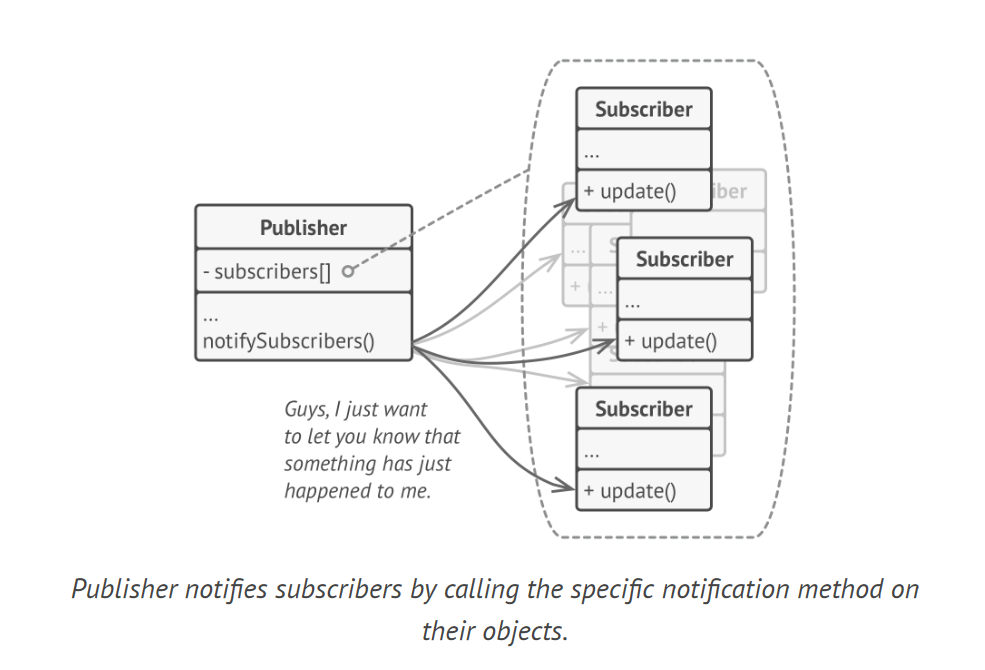 Publisher
- subscribers[]
...
notifySubscribers()
Guys, I just want
to let you know that
something has just
happened to me.
Subscriber
...
+ update()
iber
...
+
S
...
+
Subscriber
...
+ update()
S
Subscriber
...
+ update()
Publisher notifies subscribers by calling the specific notification method on
their objects.